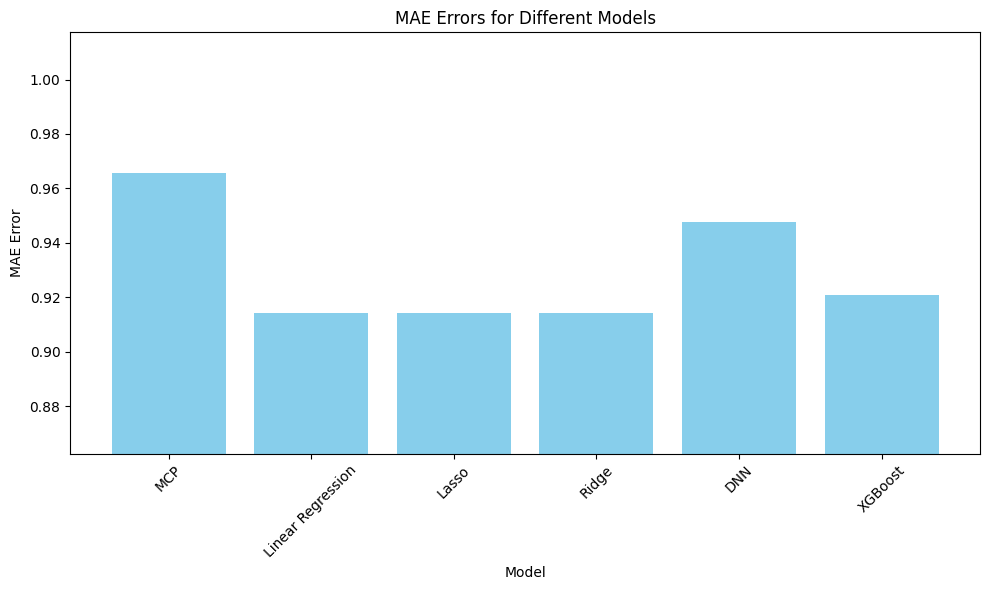 MAE Errors for Different Models
MAE Error
1.00
0.98
0.96
0.94
0.92
0.90
0.88
MCP
Linear Regression
Lasso
Ridge
DNN
XGBoost
Model